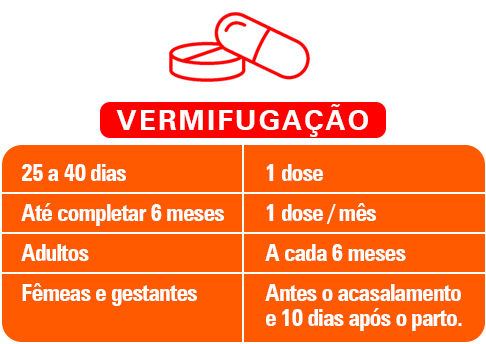 VERMIFUGAÇÃO
25 a 40 dias
1 dose
Até completar 6 meses
1 dose / mês
Adultos
A cada 6 meses
Fêmeas e gestantes
Antes o acasalamento
e 10 dias após o parto.